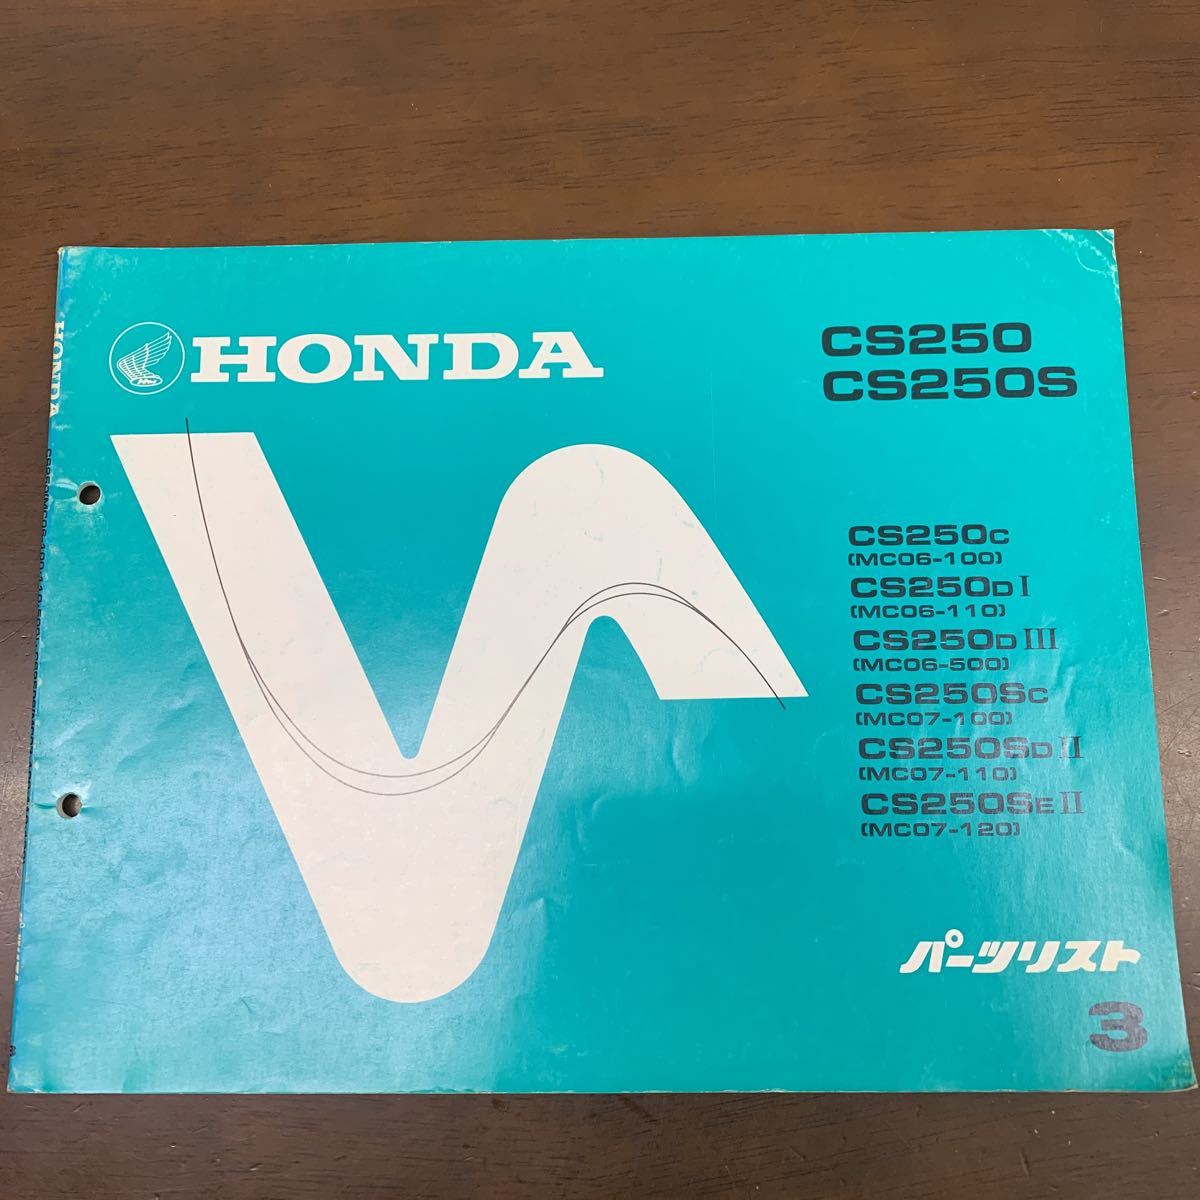 HONDA
CS250
CS250S
CS250C
(MC06-100)
CS250D I
(MC06-110)
CS250D III
(MC06-500)
CS250SC
(MC07-100)
CS250SD II
(MC07-110)
CS250SE II
(MC07-120)
パーツリスト
3
HONDA